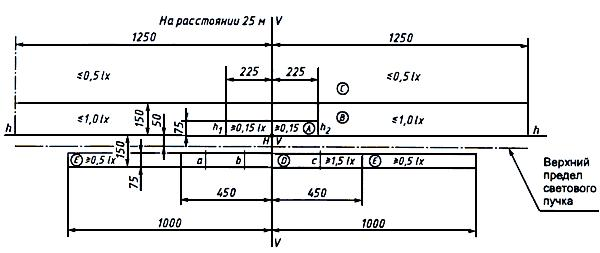 На расстоянии 25 м V
1250 1250
225 225
≤0,5 lx C ≤0,5 lx
≤1,0 lx 150 75 50 B ≤1,0 lx
h h₁ ≥0,15 lx ≥0,15 A h₂ h
H V
150
E ≥0,5 lx a b D c ≥1,5 lx E ≥0,5 lx
75
450 450
1000 1000
V
Верхний
предел
светового
пучка